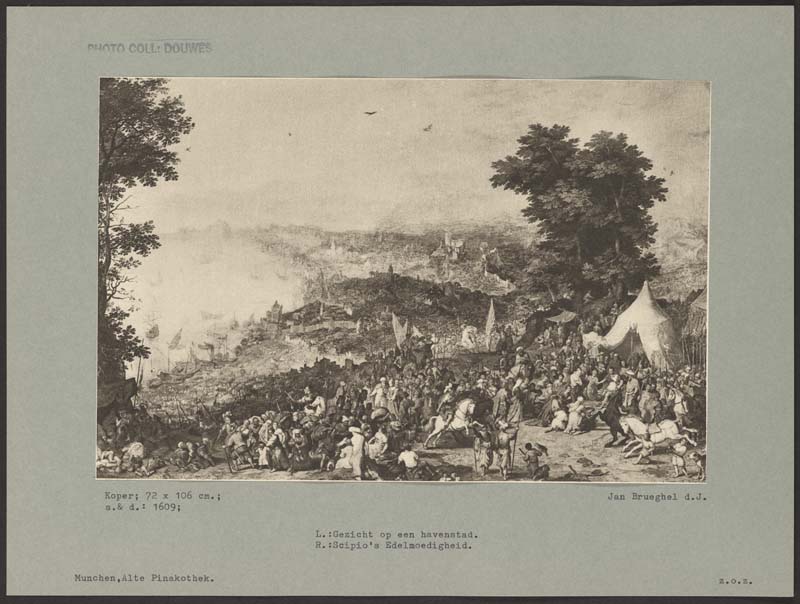 PHOTO COLL: DOUWES
Koper; 72 x 106 cm.;
s.& d.: 1609;
Jan Brueghel d.J.
L.:Gezicht op een havenstad.
R.:Scipio's Edelmoedigheid.
Munchen,Alte Pinakothek.
z.o.z.